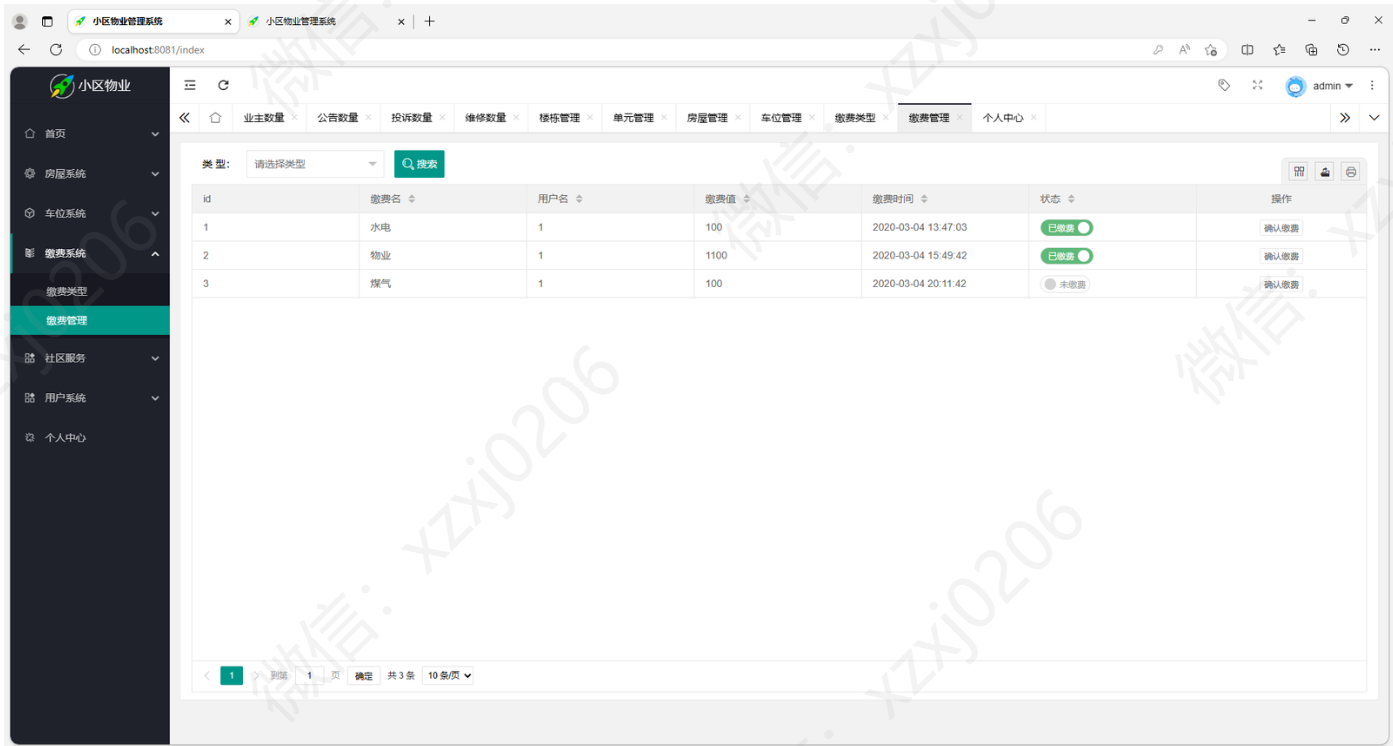 小区物业管理系统
小区物业管理系统
localhost:8081/index
小区物业
admin
首页
房屋系统
车位系统
缴费系统
缴费类型
缴费管理
社区服务
用户系统
个人中心
业主数量 公告数量 投诉数量 维修数量 楼栋管理 单元管理 房屋管理 车位管理 缴费类型 缴费管理 个人中心
类 型: 请选择类型 搜索
id 缴费名 用户名 缴费值 缴费时间 状态 操作
1 水电 1 100 2020-03-04 13:47:03 已缴费 确认缴费
2 物业 1 1100 2020-03-04 15:49:42 已缴费 确认缴费
3 煤气 1 100 2020-03-04 20:11:42 未缴费 确认缴费
1 到第 1 页 确定 共 3 条 10 条/页
微信: xzxj0206